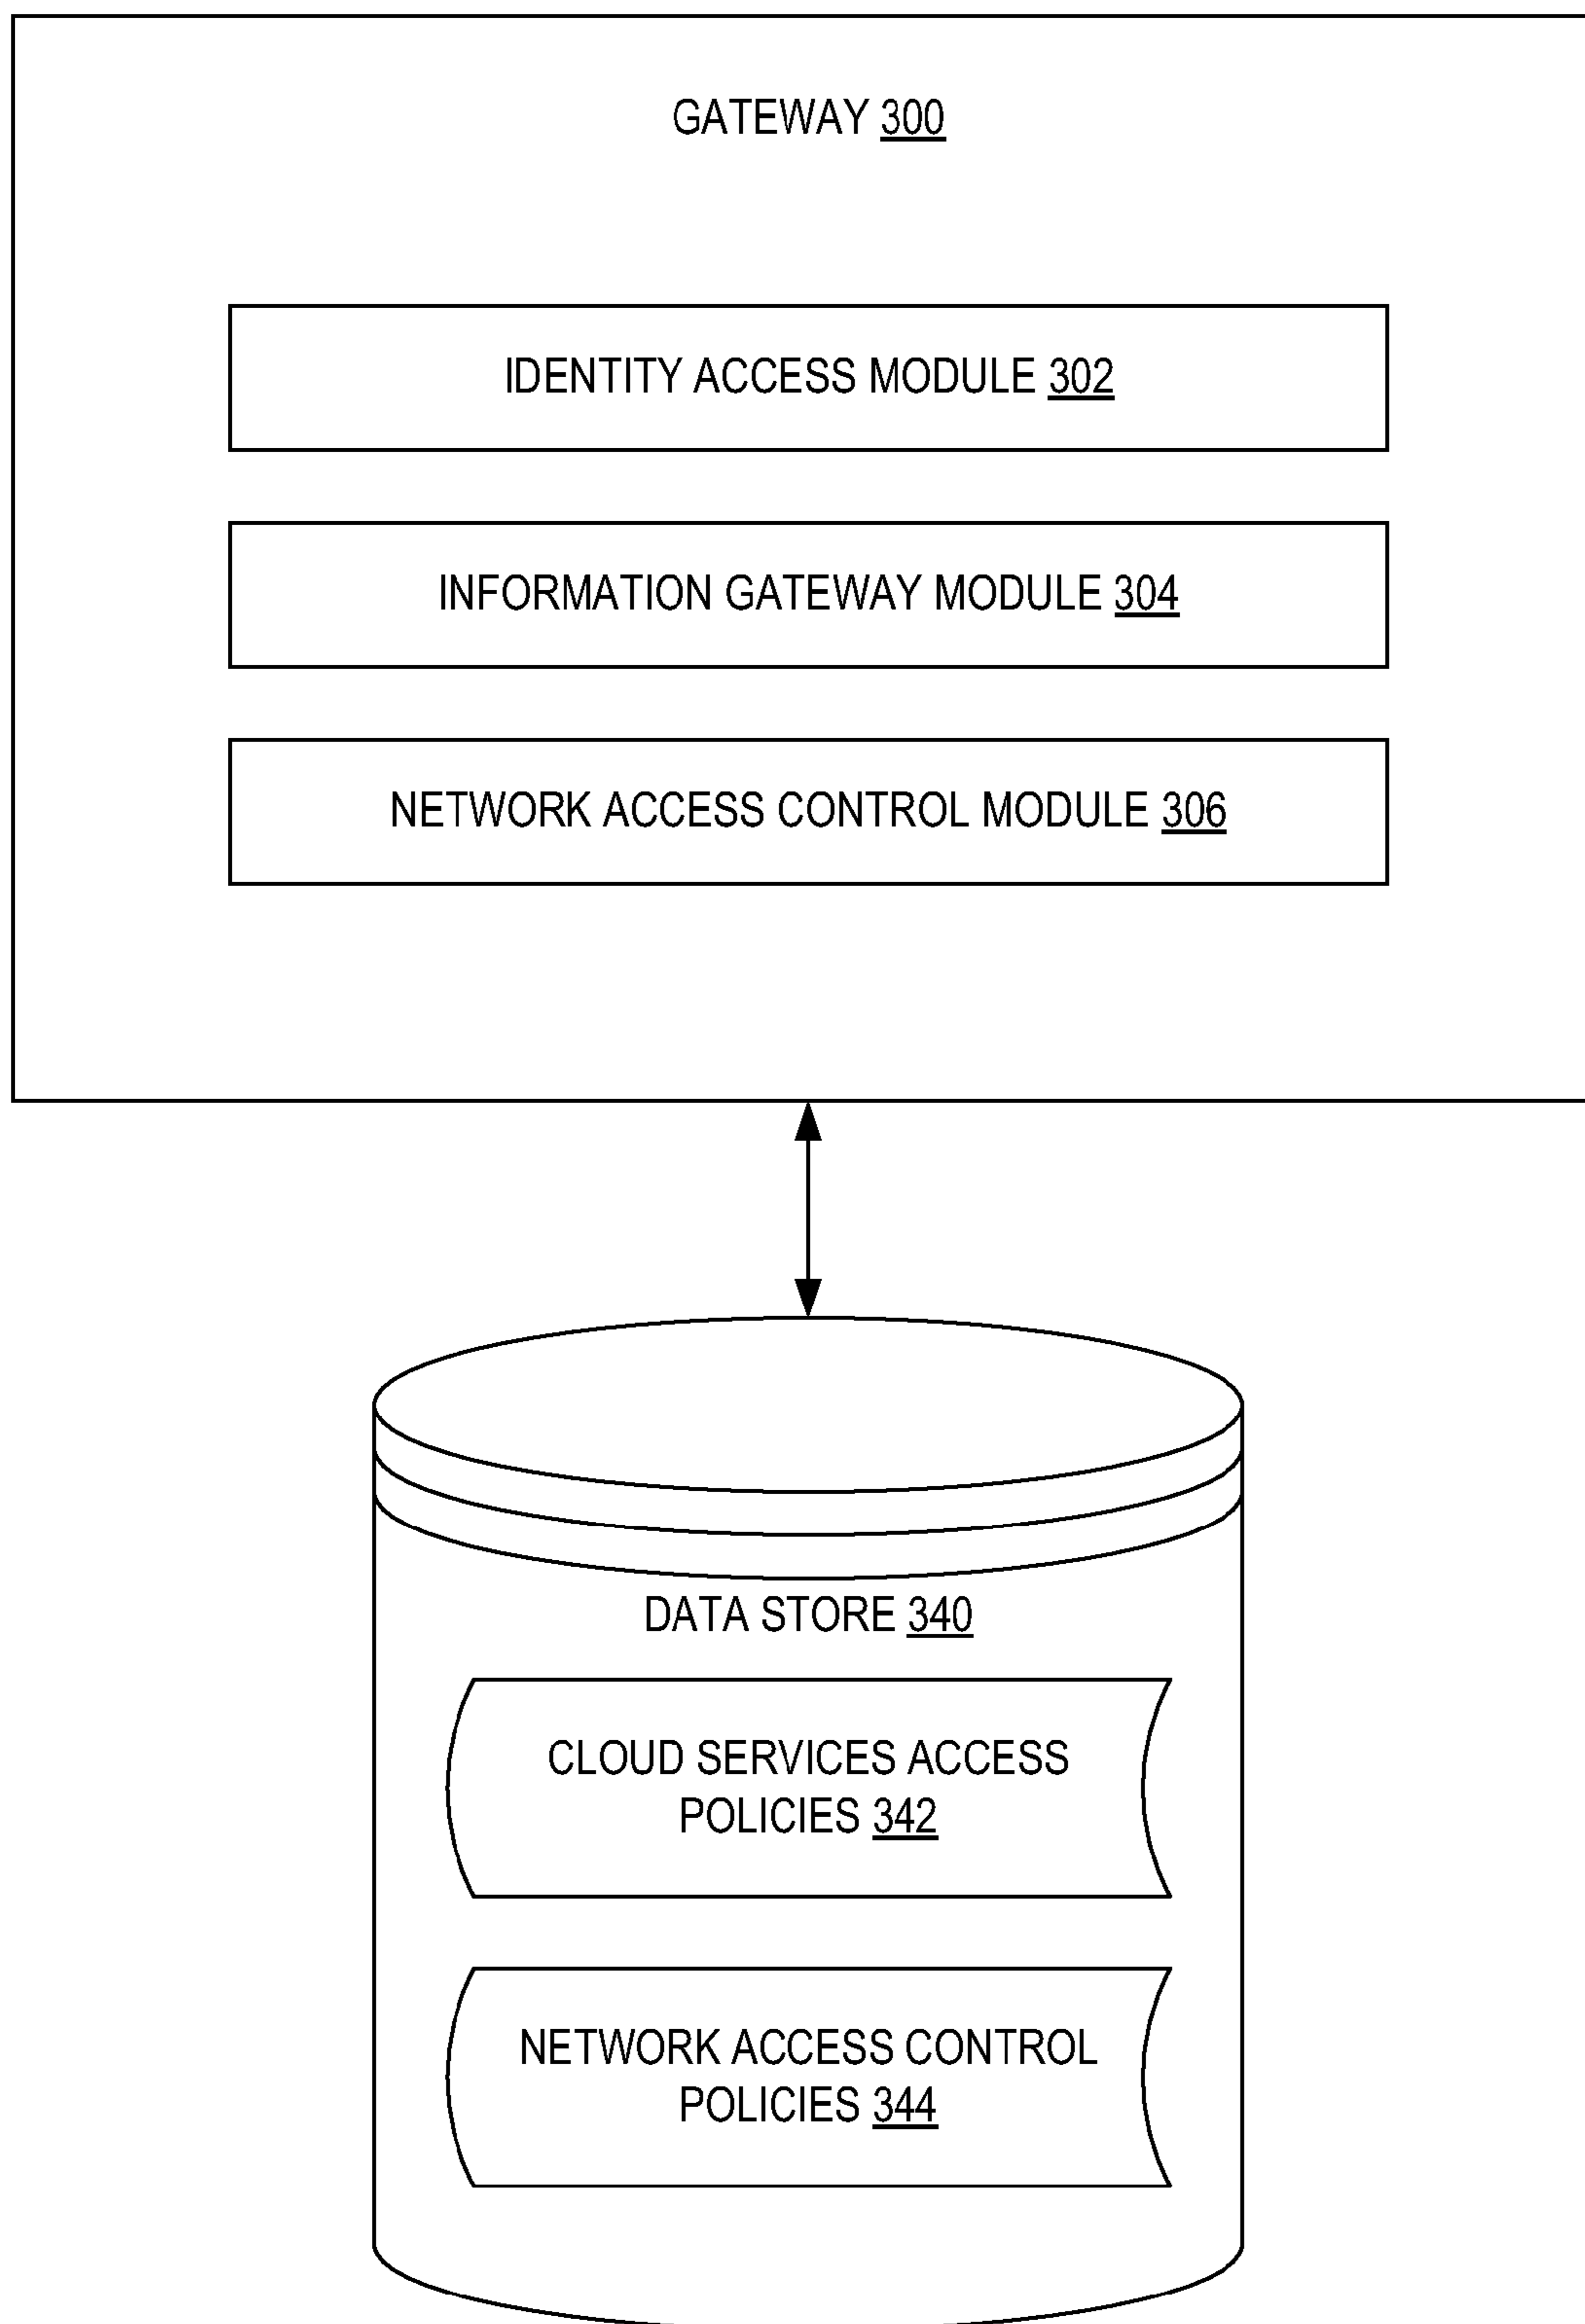 GATEWAY 300
IDENTITY ACCESS MODULE 302
INFORMATION GATEWAY MODULE 304
NETWORK ACCESS CONTROL MODULE 306
DATA STORE 340
CLOUD SERVICES ACCESS
POLICIES 342
NETWORK ACCESS CONTROL
POLICIES 344